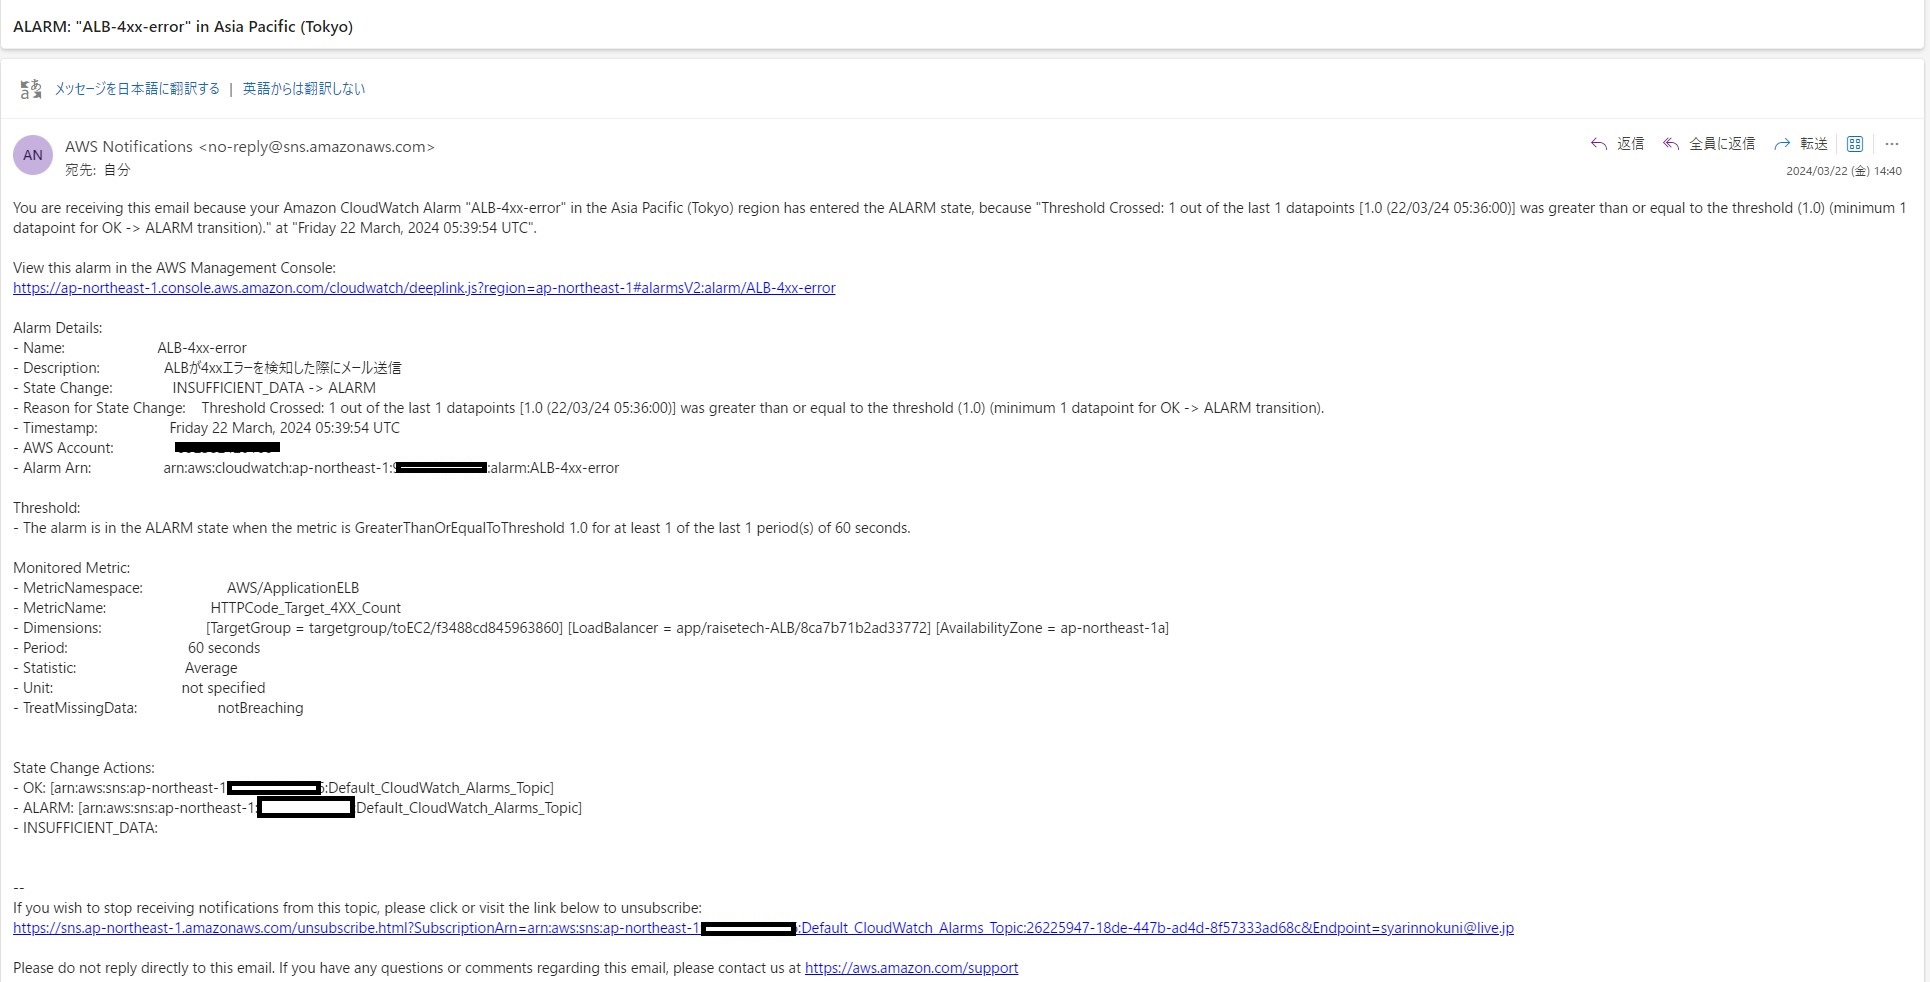 ALARM: "ALB-4xx-error" in Asia Pacific (Tokyo)
メッセージを日本語に翻訳する | 英語からは翻訳しない
AN
AWS Notifications <no-reply@sns.amazonaws.com>
宛先: 自分
返信 全員に返信 転送 ...
2024/03/22 (金) 14:40
You are receiving this email because your Amazon CloudWatch Alarm "ALB-4xx-error" in the Asia Pacific (Tokyo) region has entered the ALARM state, because "Threshold Crossed: 1 out of the last 1 datapoints [1.0 (22/03/24 05:36:00)] was greater than or equal to the threshold (1.0) (minimum 1
datapoint for OK -> ALARM transition)." at "Friday 22 March, 2024 05:39:54 UTC".
View this alarm in the AWS Management Console:
https://ap-northeast-1.console.aws.amazon.com/cloudwatch/deeplink.js?region=ap-northeast-1#alarmsV2:alarm/ALB-4xx-error
Alarm Details:
- Name: ALB-4xx-error
- Description: ALBが4xxエラーを検知した際にメール送信
- State Change: INSUFFICIENT_DATA -> ALARM
- Reason for State Change: Threshold Crossed: 1 out of the last 1 datapoints [1.0 (22/03/24 05:36:00)] was greater than or equal to the threshold (1.0) (minimum 1 datapoint for OK -> ALARM transition).
- Timestamp: Friday 22 March, 2024 05:39:54 UTC
- AWS Account:
- Alarm Arn: arn:aws:cloudwatch:ap-northeast-1: :alarm:ALB-4xx-error
Threshold:
- The alarm is in the ALARM state when the metric is GreaterThanOrEqualToThreshold 1.0 for at least 1 of the last 1 period(s) of 60 seconds.
Monitored Metric:
- MetricNamespace: AWS/ApplicationELB
- MetricName: HTTPCode_Target_4XX_Count
- Dimensions: [TargetGroup = targetgroup/toEC2/f3488cd845963860] [LoadBalancer = app/raisetech-ALB/8ca7b71b2ad33772] [AvailabilityZone = ap-northeast-1a]
- Period: 60 seconds
- Statistic: Average
- Unit: not specified
- TreatMissingData: notBreaching
State Change Actions:
- OK: [arn:aws:sns:ap-northeast-1 :Default_CloudWatch_Alarms_Topic]
- ALARM: [arn:aws:sns:ap-northeast-1: :Default_CloudWatch_Alarms_Topic]
- INSUFFICIENT_DATA:
--
If you wish to stop receiving notifications from this topic, please click or visit the link below to unsubscribe:
https://sns.ap-northeast-1.amazonaws.com/unsubscribe.html?SubscriptionArn=arn:aws:sns:ap-northeast-1 :Default_CloudWatch_Alarms_Topic:26225947-18de-447b-ad4d-8f57333ad68c&Endpoint=syarinnokuni@live.jp
Please do not reply directly to this email. If you have any questions or comments regarding this email, please contact us at https://aws.amazon.com/support